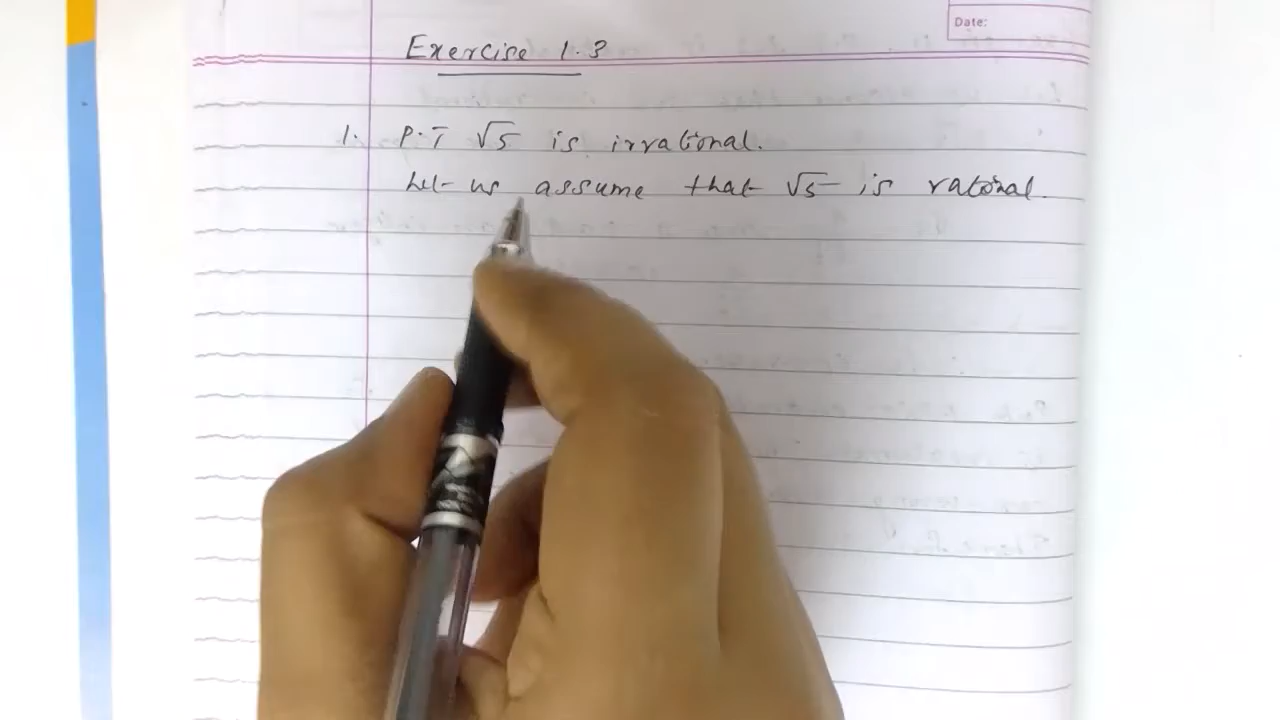 Date:
Exercise 1.3
1. P.T √5 is irrational.
Let us assume that √5 is rational.